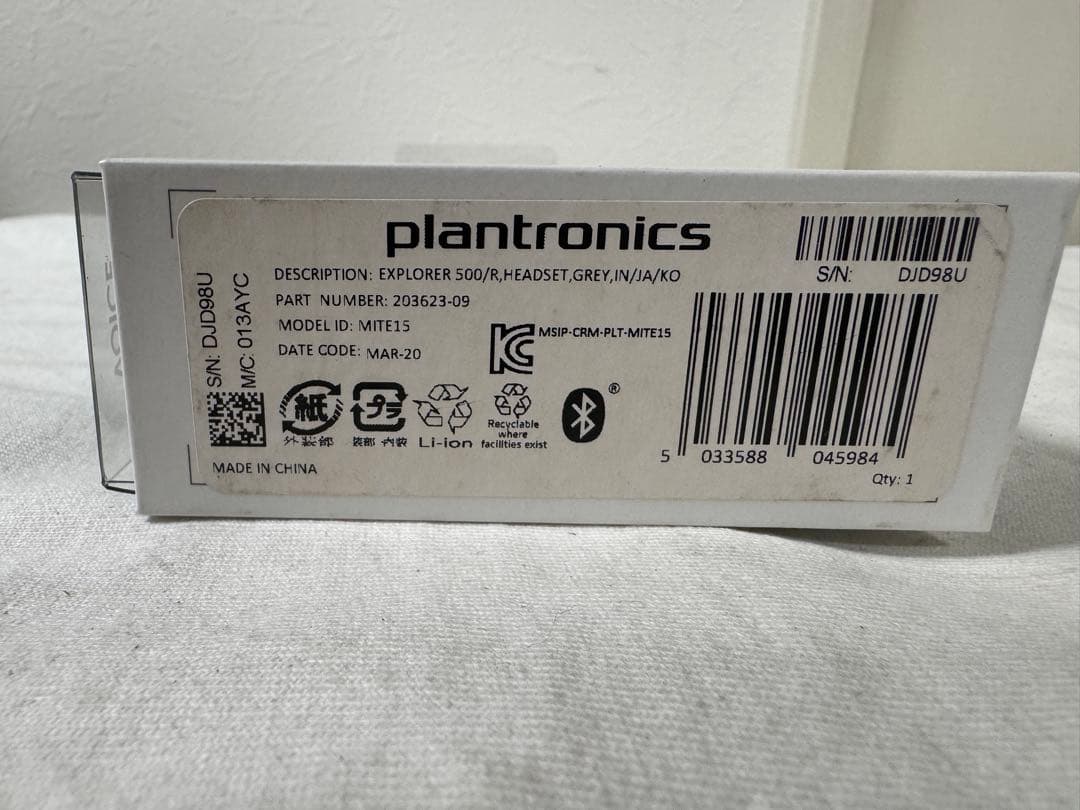 plantronics
S/N: DJD98U
DESCRIPTION: EXPLORER 500/R,HEADSET,GREY,IN/JA/KO
PART NUMBER: 203623-09
MODEL ID: MITE15
DATE CODE: MAR-20
MSIP-CRM-PLT-MITE15
S/N: DJD98U
M/C: 013AYC
紙
外装部
プラ
装部 内装
Li-ion
Recyclable
where
facilities exist
®
5 033588 045984
Qty: 1
MADE IN CHINA